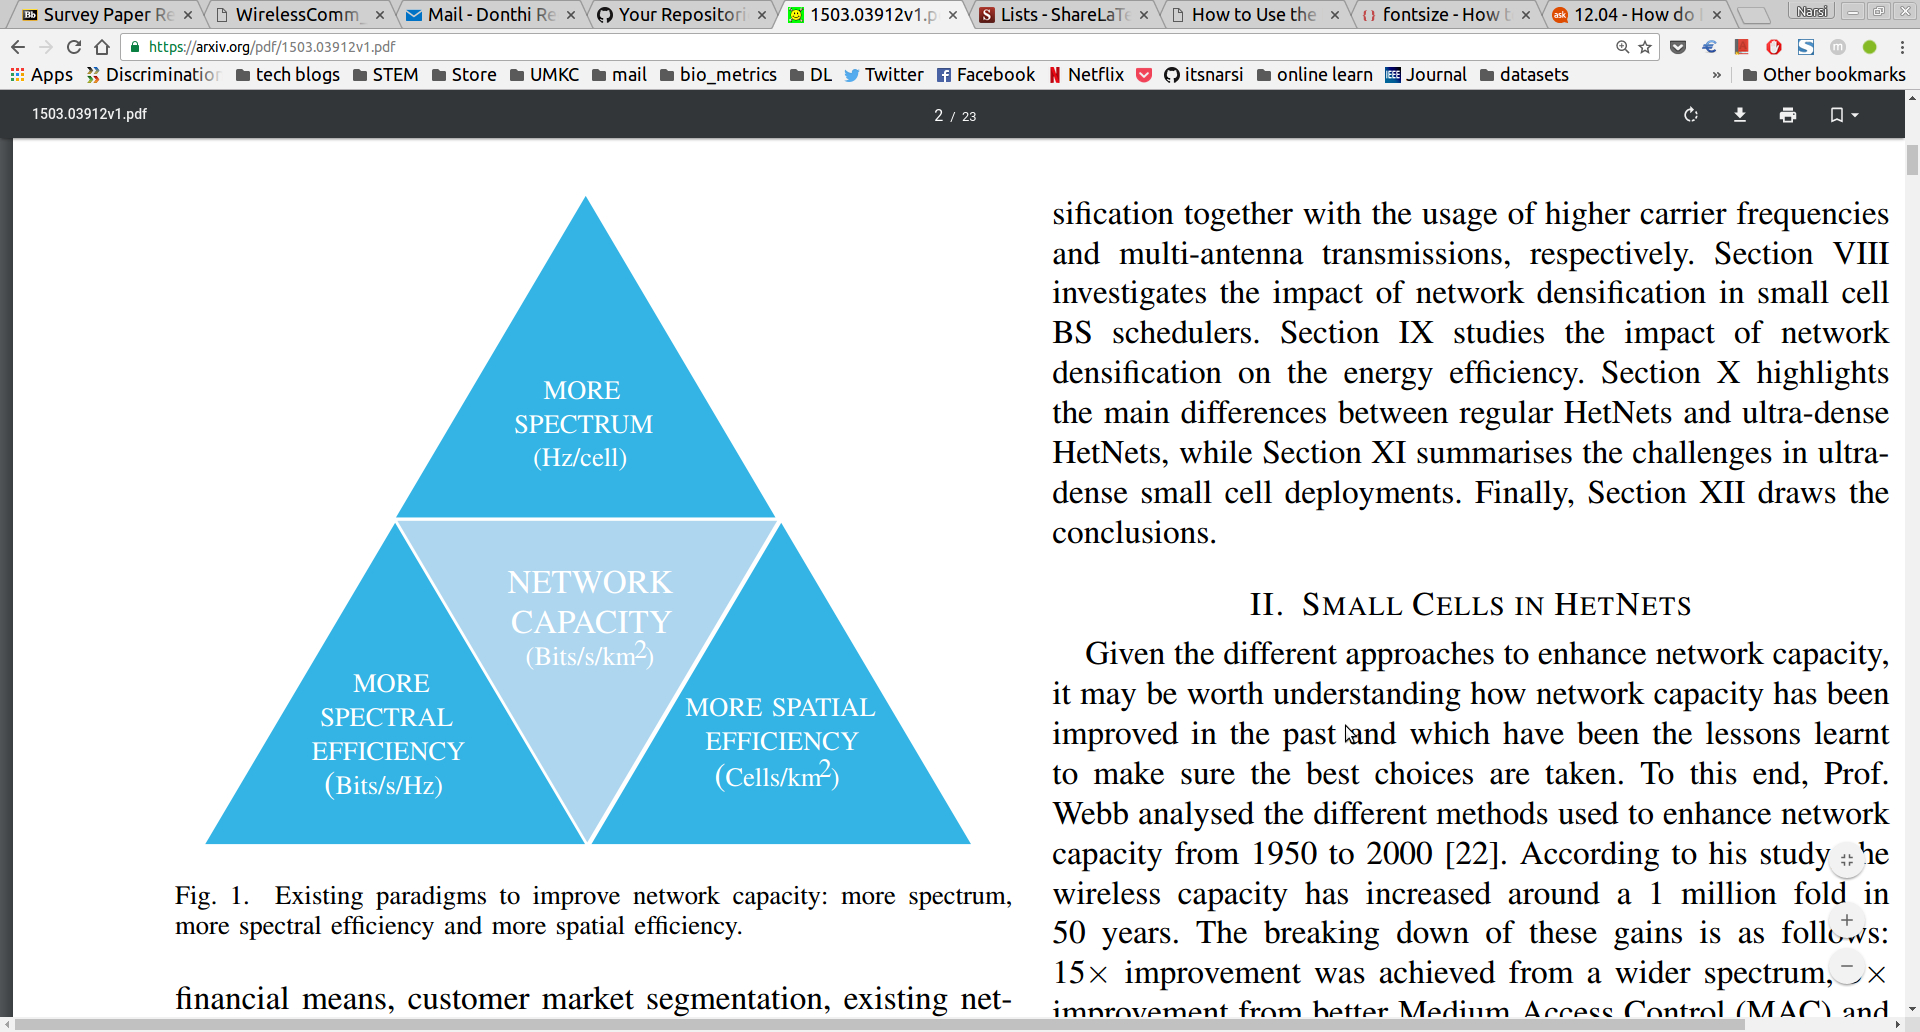 Survey Paper Re
WirelessComm_
Mail - Donthi Re
Your Repositori
1503.03912v1.p
Lists - ShareLaTe
How to Use the
fontsize - How t
12.04 - How do
Narsi
https://arxiv.org/pdf/1503.03912v1.pdf
Apps
Discrimination
tech blogs
STEM
Store
UMKC
mail
bio_metrics
DL
Twitter
Facebook
Netflix
itsnarsi
online learn
Journal
datasets
» Other bookmarks
1503.03912v1.pdf
2 / 23
MORE
SPECTRUM
(Hz/cell)
NETWORK
CAPACITY
(Bits/s/km²)
MORE
SPECTRAL
EFFICIENCY
(Bits/s/Hz)
MORE SPATIAL
EFFICIENCY
(Cells/km²)
Fig. 1. Existing paradigms to improve network capacity: more spectrum,
more spectral efficiency and more spatial efficiency.
financial means, customer market segmentation, existing net-
sification together with the usage of higher carrier frequencies
and multi-antenna transmissions, respectively. Section VIII
investigates the impact of network densification in small cell
BS schedulers. Section IX studies the impact of network
densification on the energy efficiency. Section X highlights
the main differences between regular HetNets and ultra-dense
HetNets, while Section XI summarises the challenges in ultra-
dense small cell deployments. Finally, Section XII draws the
conclusions.
II. SMALL CELLS IN HETNETS
Given the different approaches to enhance network capacity,
it may be worth understanding how network capacity has been
improved in the past and which have been the lessons learnt
to make sure the best choices are taken. To this end, Prof.
Webb analysed the different methods used to enhance network
capacity from 1950 to 2000 [22]. According to his study, the
wireless capacity has increased around a 1 million fold in
50 years. The breaking down of these gains is as follows:
15× improvement was achieved from a wider spectrum, ×
improvement from better Medium Access Control (MAC) and